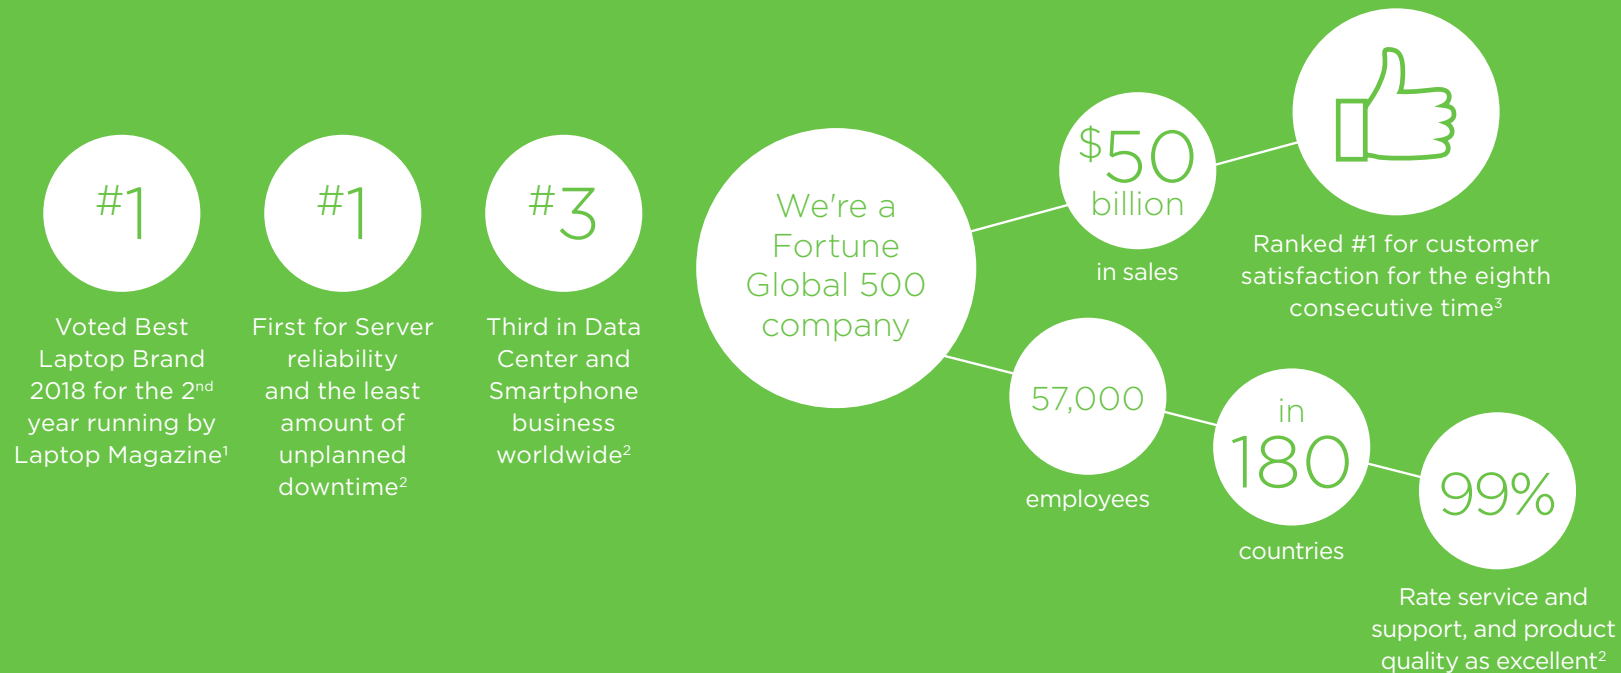 #1
Voted Best
Laptop Brand
2018 for the 2nd
year running by
Laptop Magazine1
#1
First for Server
reliability
and the least
amount of
unplanned
downtime2
#3
Third in Data
Center and
Smartphone
business
worldwide2
We're a
Fortune
Global 500
company
$50
billion
in sales
Ranked #1 for customer
satisfaction for the eighth
consecutive time3
57,000
employees
in
180
countries
99%
Rate service and
support, and product
quality as excellent2